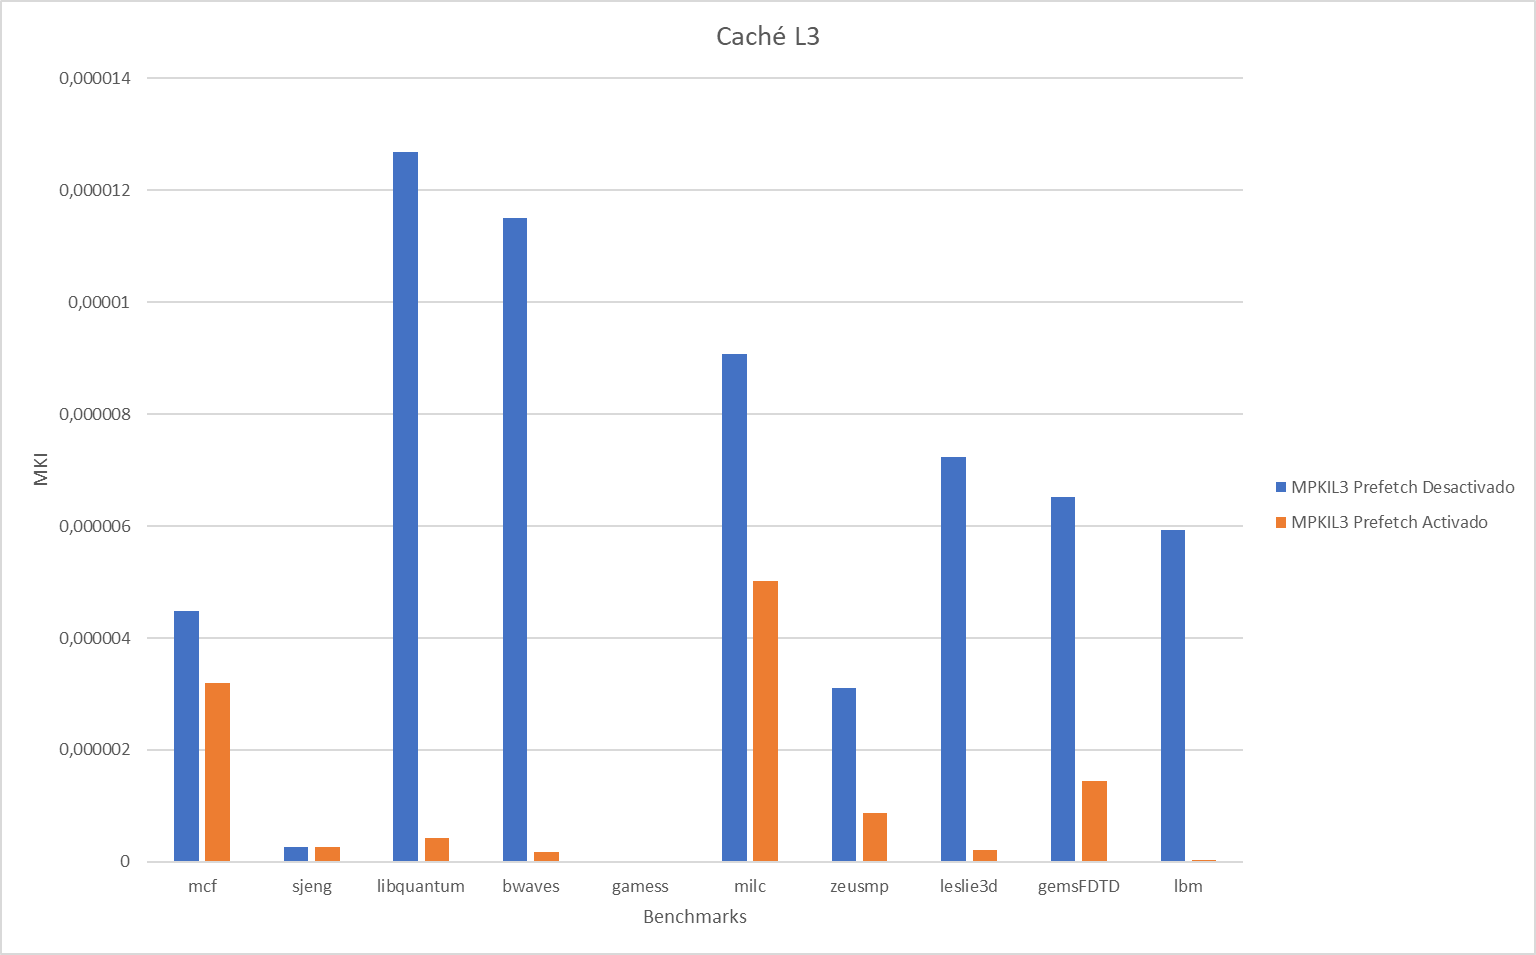 Caché L3
0,000014
0,000012
0,00001
0,000008
0,000006
0,000004
0,000002
0
MKI
mcf
sjeng
libquantum
bwaves
gamess
milc
zeusmp
leslie3d
gemsFDTD
lbm
Benchmarks
MPKIL3 Prefetch Desactivado
MPKIL3 Prefetch Activado